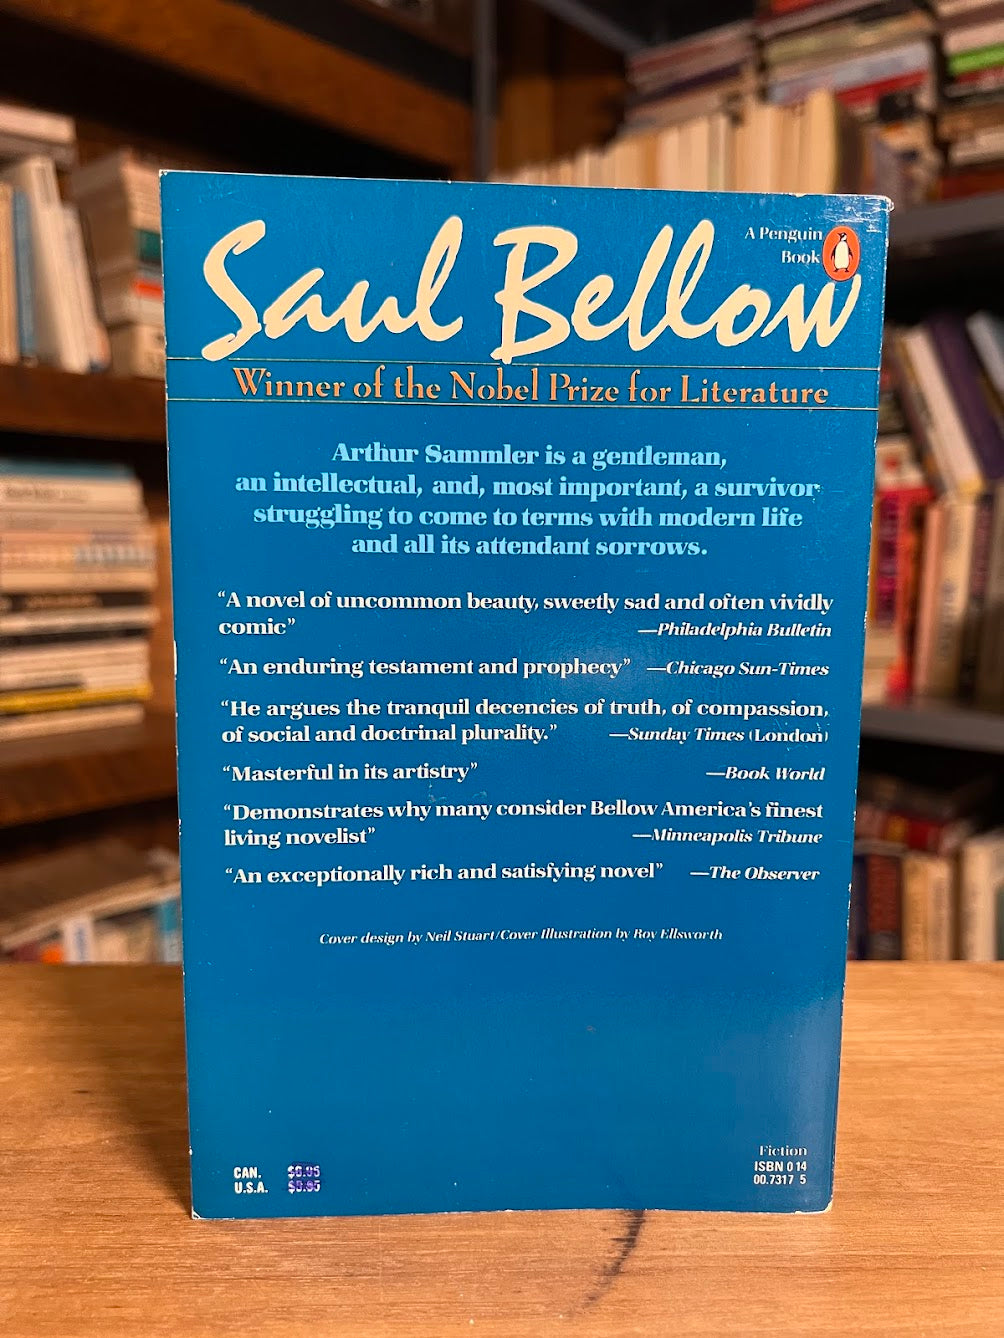 Saul Bellow
A Penguin
Book
Winner of the Nobel Prize for Literature
Arthur Sammler is a gentleman,
an intellectual, and, most important, a survivor
struggling to come to terms with modern life
and all its attendant sorrows.
“A novel of uncommon beauty, sweetly sad and often vividly
comic” —Philadelphia Bulletin
“An enduring testament and prophecy” —Chicago Sun-Times
“He argues the tranquil decencies of truth, of compassion,
of social and doctrinal plurality.” —Sunday Times (London)
“Masterful in its artistry” —Book World
“Demonstrates why many consider Bellow America's finest
living novelist” —Minneapolis Tribune
“An exceptionally rich and satisfying novel” —The Observer
Cover design by Neil Stuart/Cover Illustration by Roy Ellsworth
CAN.
U.S.A.
Fiction
ISBN 0 14
00.7317 5